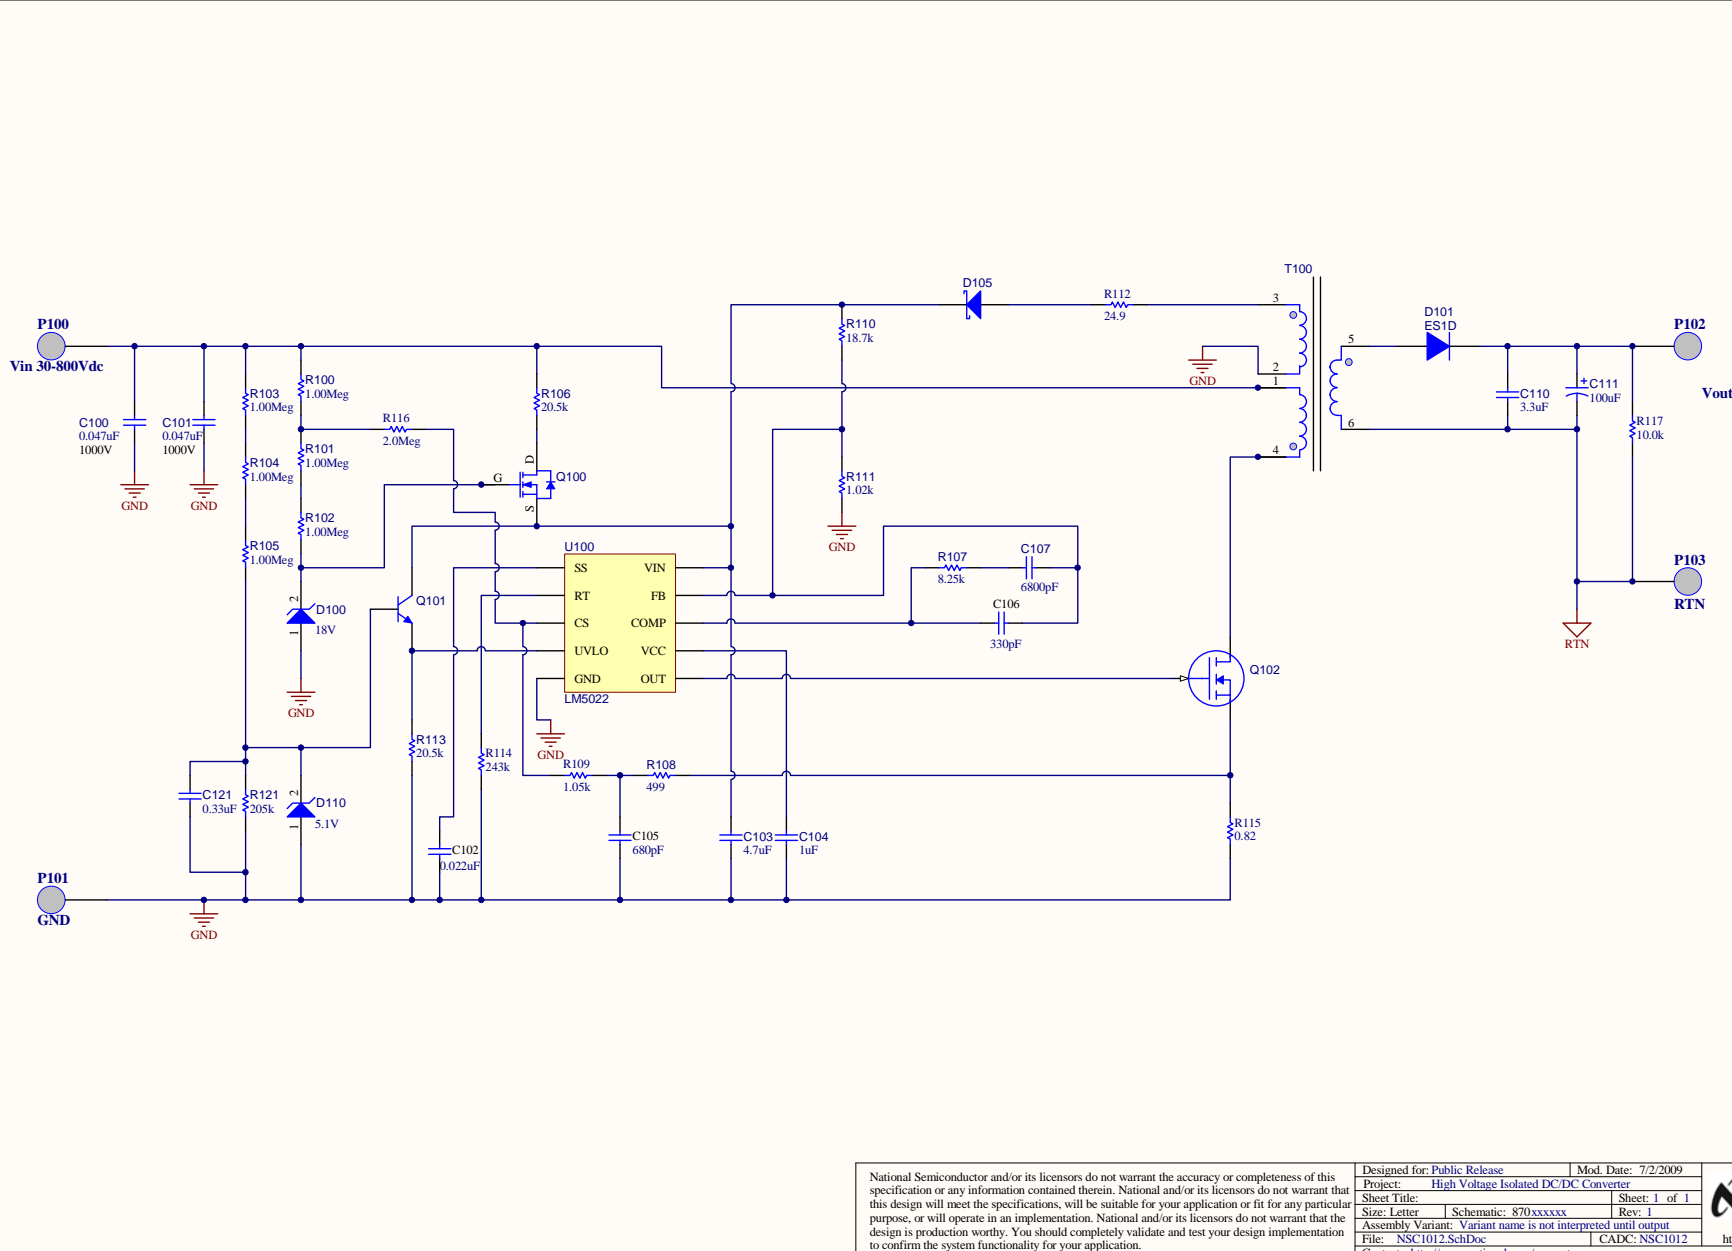 T100
D105
R112
24.9
3
D101
ES1D
P100
Vin 30-800Vdc
R110
18.7k
5
P102
GND
2
1
R103
1.00Meg
R100
1.00Meg
R106
20.5k
C110
3.3uF
+
C111
100uF
Vout
C100
0.047uF
1000V
C101
0.047uF
1000V
R116
2.0Meg
6
R117
10.0k
R104
1.00Meg
R101
1.00Meg
D
G
S
Q100
4
R111
1.02k
GND
GND
R102
1.00Meg
R105
1.00Meg
GND
U100
SS
RT
CS
UVLO
GND
VIN
FB
COMP
VCC
OUT
LM5022
R107
8.25k
C107
6800pF
C106
330pF
P103
RTN
RTN
2
D100
18V
1
Q101
GND
Q102
R113
20.5k
R114
243k
GND
R109
1.05k
R108
499
C121
0.33uF
R121
205k
2
D110
5.1V
1
C102
0.022uF
C105
680pF
C103
4.7uF
C104
1uF
R115
0.82
P101
GND
GND
National Semiconductor and/or its licensors do not warrant the accuracy or completeness of this
specification or any information contained therein. National and/or its licensors do not warrant that
this design will meet the specifications, will be suitable for your application or fit for any particular
purpose, or will operate in an implementation. National and/or its licensors do not warrant that the
design is production worthy. You should completely validate and test your design implementation
to confirm the system functionality for your application.
Designed for: Public Release
Mod. Date: 7/2/2009
Project: High Voltage Isolated DC/DC Converter
Sheet Title:
Sheet: 1 of 1
Size: Letter
Schematic: 870xxxxxx
Rev: 1
Assembly Variant: Variant name is not interpreted until output
File: NSC1012.SchDoc
CADC: NSC1012